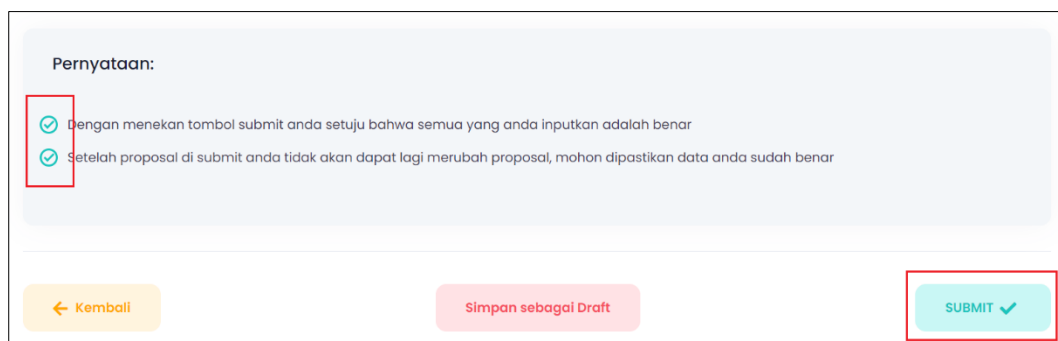 Pernyataan:
Dengan menekan tombol submit anda setuju bahwa semua yang anda inputkan adalah benar
Setelah proposal di submit anda tidak akan dapat lagi merubah proposal, mohon dipastikan data anda sudah benar
Kembali
Simpan sebagai Draft
SUBMIT